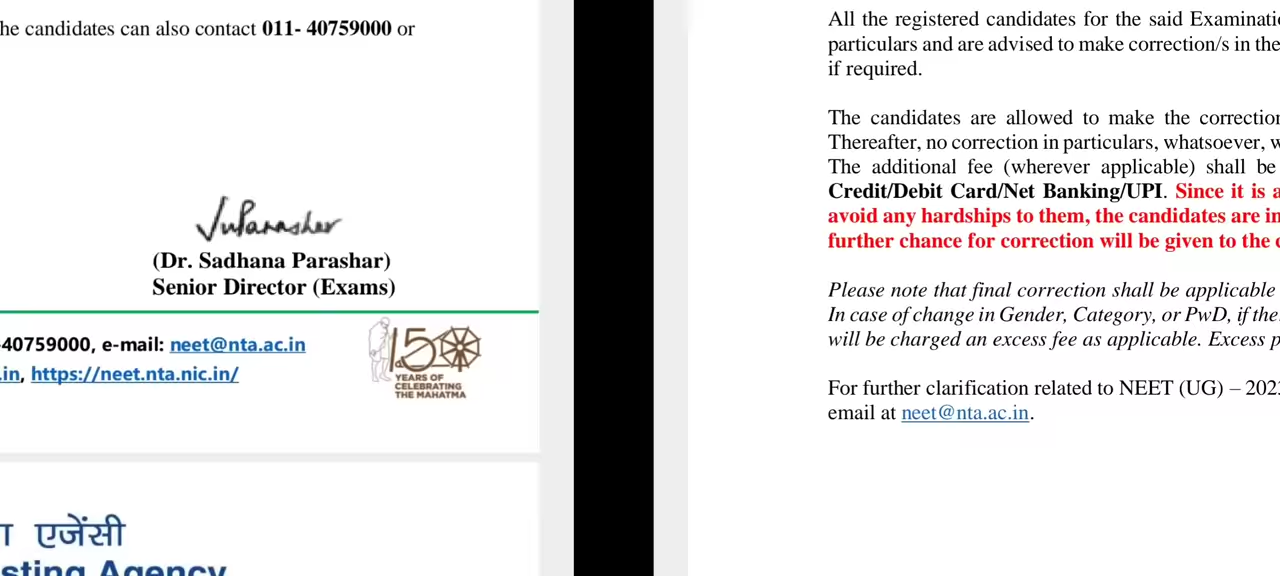 he candidates can also contact 011- 40759000 or
(Dr. Sadhana Parashar)
Senior Director (Exams)
-40759000, e-mail: neet@nta.ac.in
.in, https://neet.nta.nic.in/
150
YEARS OF
CELEBRATING
THE MAHATMA
एजेंसी
sting Agency
All the registered candidates for the said Examinatio
particulars and are advised to make correction/s in the
if required.
The candidates are allowed to make the correction
Thereafter, no correction in particulars, whatsoever, w
The additional fee (wherever applicable) shall be
Credit/Debit Card/Net Banking/UPI. Since it is a
avoid any hardships to them, the candidates are in
further chance for correction will be given to the c
Please note that final correction shall be applicable
In case of change in Gender, Category, or PwD, if the
will be charged an excess fee as applicable. Excess p
For further clarification related to NEET (UG) – 2023
email at neet@nta.ac.in.